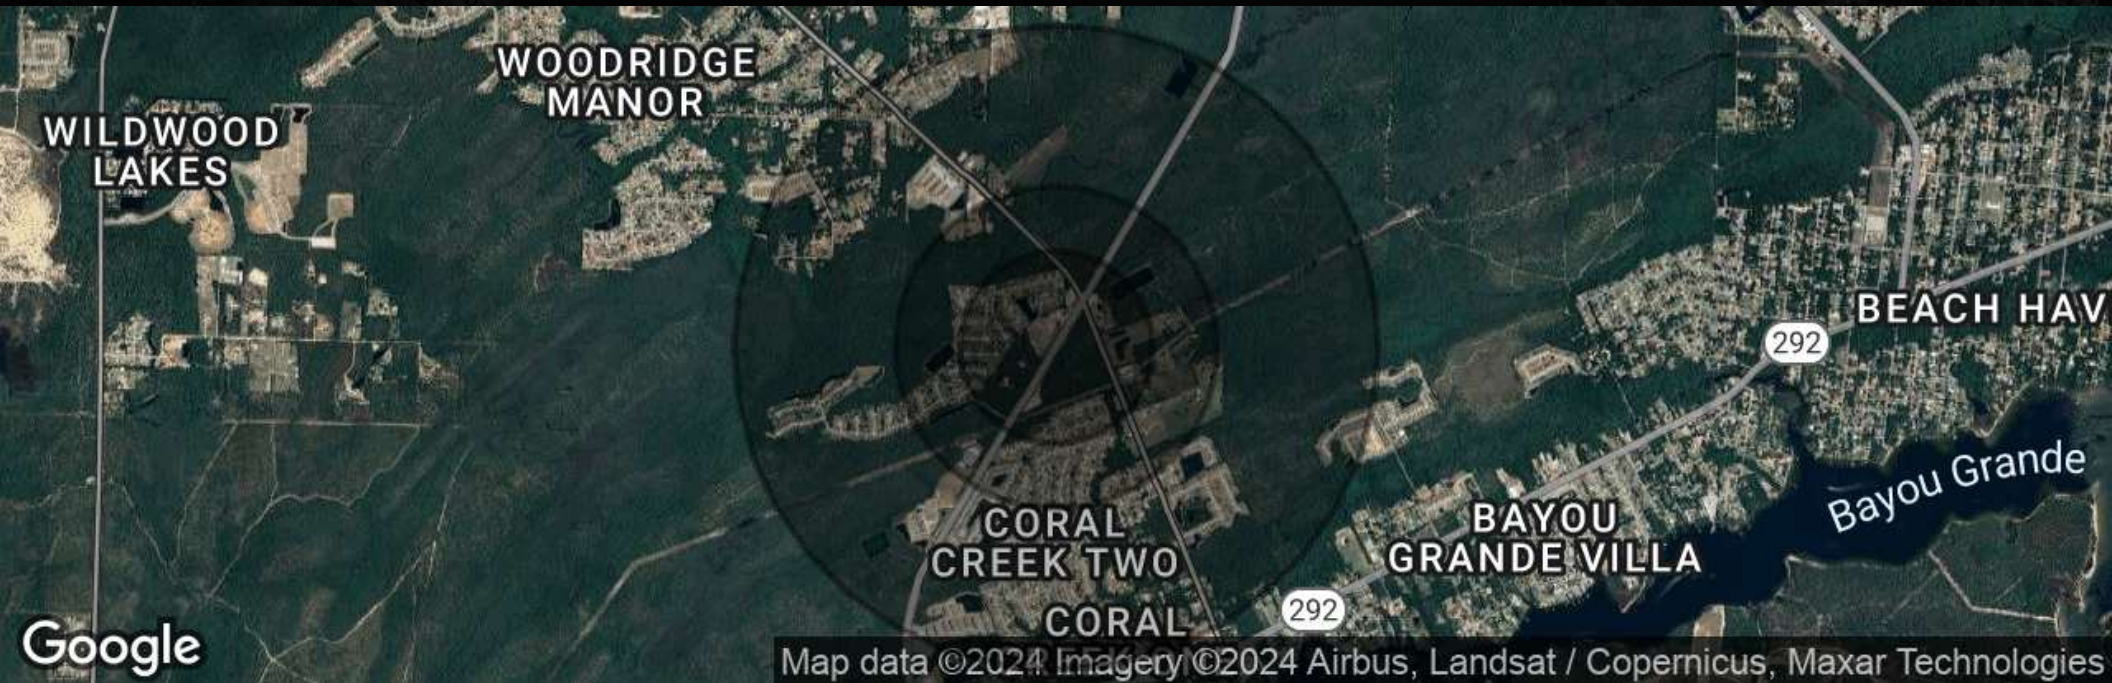 WOODRIDGE
MANOR
WILDWOOD
LAKES
BEACH HAV
292
Bayou Grande
BAYOU
GRANDE VILLA
CORAL
CREEK TWO
292
CORAL
Google
Map data ©2024 Imagery ©2024 Airbus, Landsat / Copernicus, Maxar Technologies